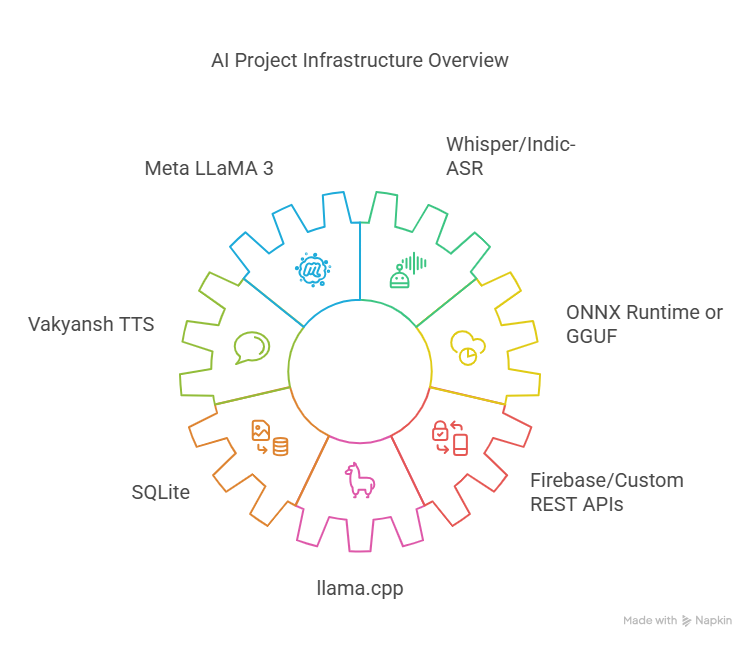 AI Project Infrastructure Overview
Meta LLaMA 3
Whisper/Indic-
ASR
Vakyansh TTS
ONNX Runtime or
GGUF
SQLite
Firebase/Custom
REST APIs
llama.cpp
Made with Napkin